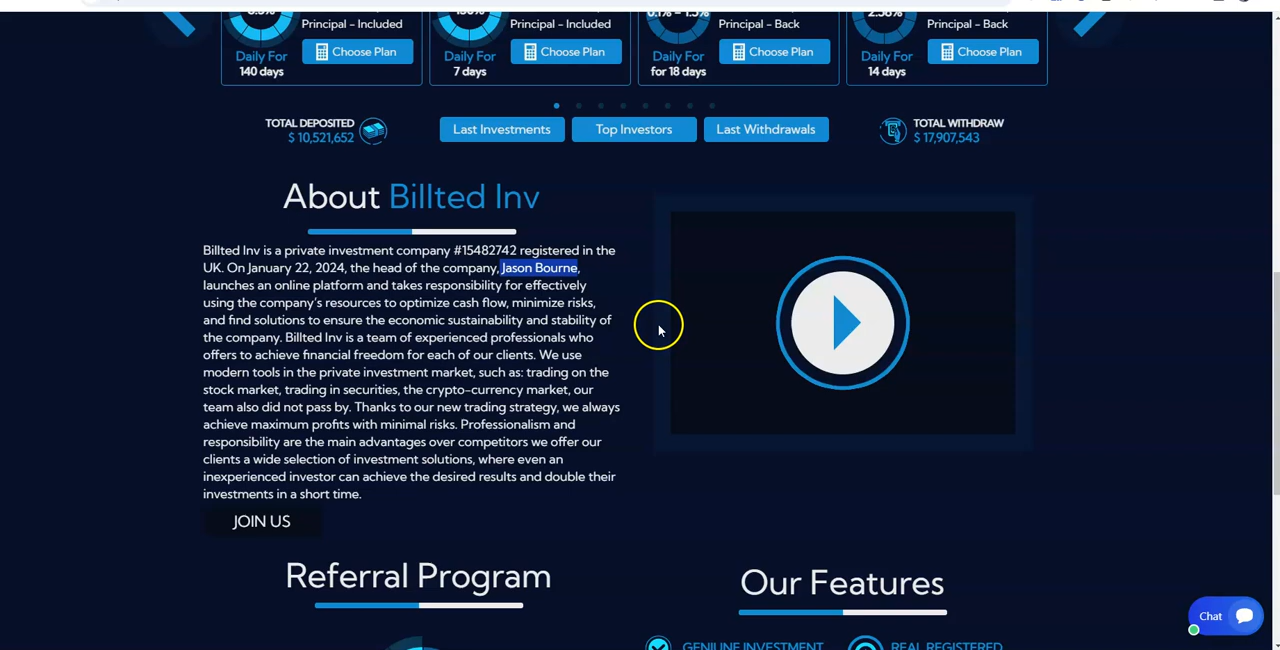 Principal - Included
Principal - Included
Principal - Back
Principal - Back
Daily For
140 days
Choose Plan
Daily For
7 days
Choose Plan
Daily For
for 18 days
Choose Plan
Daily For
14 days
Choose Plan
TOTAL DEPOSITED
$ 10,521,652
Last Investments
Top Investors
Last Withdrawals
TOTAL WITHDRAW
$ 17,907,543
About Billted Inv
Billted Inv is a private investment company #15482742 registered in the
UK. On January 22, 2024, the head of the company, Jason Bourne,
launches an online platform and takes responsibility for effectively
using the company's resources to optimize cash flow, minimize risks,
and find solutions to ensure the economic sustainability and stability of
the company. Billted Inv is a team of experienced professionals who
offers to achieve financial freedom for each of our clients. We use
modern tools in the private investment market, such as: trading on the
stock market, trading in securities, the crypto-currency market, our
team also did not pass by. Thanks to our new trading strategy, we always
achieve maximum profits with minimal risks. Professionalism and
responsibility are the main advantages over competitors we offer our
clients a wide selection of investment solutions, where even an
inexperienced investor can achieve the desired results and double their
investments in a short time.
JOIN US
Referral Program
Our Features
GENIUNE INVESTMENT
REAL REGISTERED
Chat